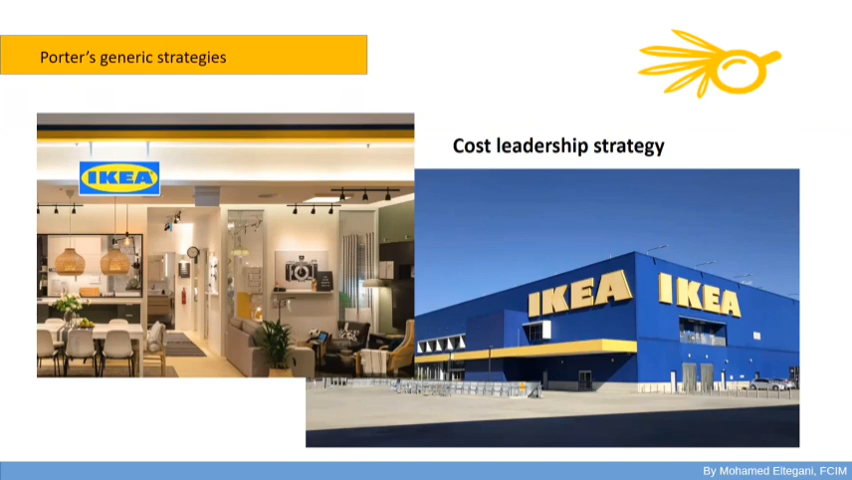 Porter's generic strategies
Cost leadership strategy
IKEA
IKEA
IKEA
By Mohamed Eltegani, FCIM